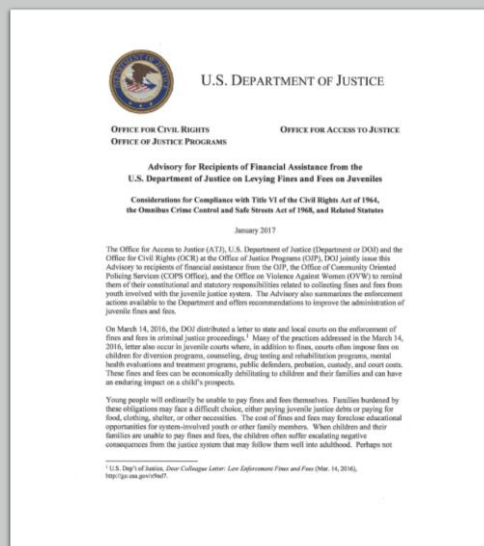 U.S. DEPARTMENT OF JUSTICE
OFFICE FOR CIVIL RIGHTS
OFFICE FOR ACCESS TO JUSTICE
OFFICE OF JUSTICE PROGRAMS
Advisory for Recipients of Financial Assistance from the
U.S. Department of Justice on Levying Fines and Fees on Juveniles
Considerations for Compliance with Title VI of the Civil Rights Act of 1964,
the Omnibus Crime Control and Safe Streets Act of 1968, and Related Statutes
January 2017
The Office for Access to Justice (ATJ), U.S. Department of Justice (Department or DOJ) and the
Office for Civil Rights (OCR) at the Office of Justice Programs (OJP), DOJ jointly issue this
Advisory to recipients of financial assistance from the OJP, the Office of Community Oriented
Policing Services (COPS Office), and the Office on Violence Against Women (OVW) to remind
them of their constitutional and statutory responsibilities related to collecting fines and fees from
youth involved with the juvenile justice system. The Advisory also summarizes the enforcement
actions available to the Department and offers recommendations to improve the administration of
juvenile fines and fees.
On March 14, 2016, the DOJ distributed a letter to state and local courts on the enforcement of
fines and fees in criminal justice proceedings.¹ Many of the practices addressed in the March 14,
2016, letter also occur in juvenile courts where, in addition to fines, courts often impose fees on
children for diversion programs, counseling, drug testing and rehabilitation programs, mental
health evaluations and treatment programs, public defenders, probation, custody, and court costs.
These fines and fees can be economically debilitating to children and their families and can have
an enduring impact on a child's prospects.
Young people will ordinarily be unable to pay fines and fees themselves. Families burdened by
these obligations may face a difficult choice, either paying juvenile justice debts or paying for
food, clothing, shelter, or other necessities. The cost of fines and fees may foreclose educational
opportunities for system-involved youth or other family members. When children and their
families are unable to pay fines and fees, the children often suffer escalating negative
consequences from the justice system that may follow them well into adulthood. Perhaps not
¹ U.S. Dep't of Justice, Dear Colleague Letter: Law Enforcement Fines and Fees (Mar. 14, 2016),